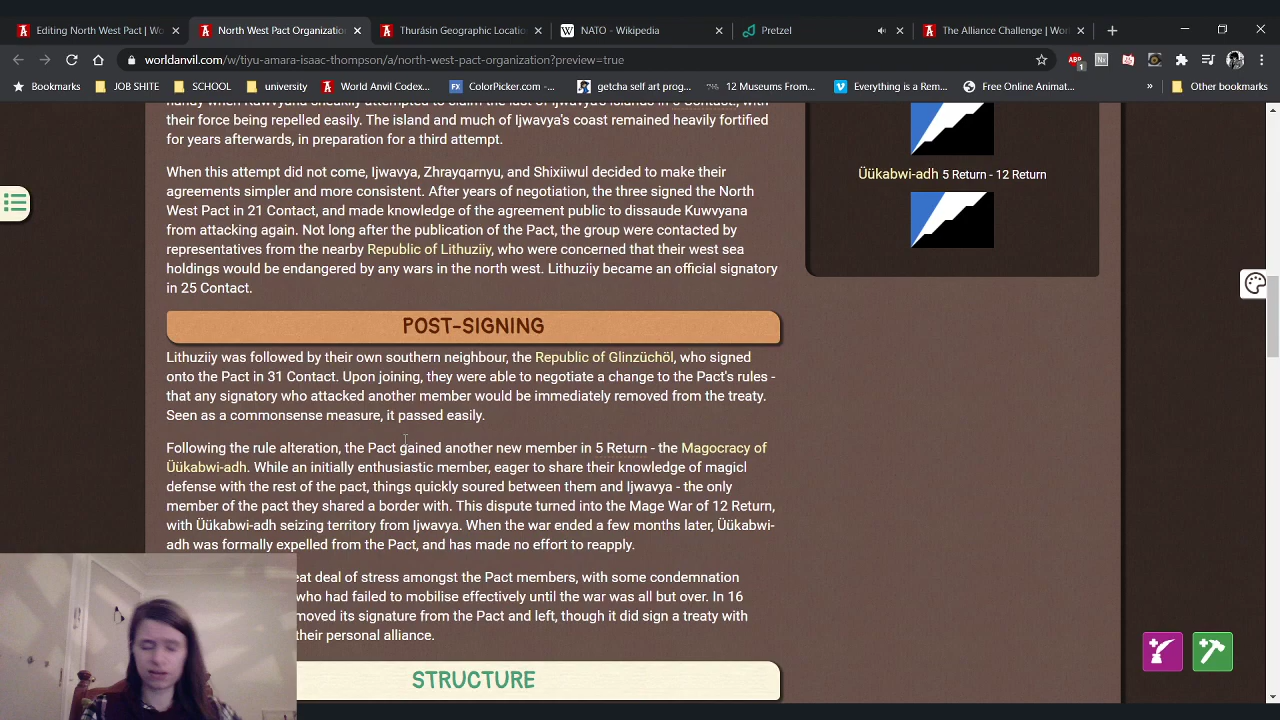 Editing North West Pact | W
North West Pact Organization
Thurásin Geographic Locatio
NATO - Wikipedia
Pretzel
The Alliance Challenge | Wor
worldanvil.com/w/tiyu-amara-isaac-thompson/a/north-west-pact-organization?preview=true
Bookmarks
JOB SHITE
SCHOOL
university
World Anvil Codex...
ColorPicker.com -...
getcha self art prog...
12 Museums From...
Everything is a Rem...
Free Online Animat...
Other bookmarks
their force being repelled easily. The island and much of Ijwavya's coast remained heavily fortified
for years afterwards, in preparation for a third attempt.
When this attempt did not come, Ijwavya, Zhrayqarnyu, and Shixiiwul decided to make their
agreements simpler and more consistent. After years of negotiation, the three signed the North
West Pact in 21 Contact, and made knowledge of the agreement public to dissaude Kuwvyana
from attacking again. Not long after the publication of the Pact, the group were contacted by
representatives from the nearby Republic of Lithuziiy, who were concerned that their west sea
holdings would be endangered by any wars in the north west. Lithuziiy became an official signatory
in 25 Contact.
POST-SIGNING
Lithuziiy was followed by their own southern neighbour, the Republic of Glinzüchöl, who signed
onto the Pact in 31 Contact. Upon joining, they were able to negotiate a change to the Pact's rules -
that any signatory who attacked another member would be immediately removed from the treaty.
Seen as a commonsense measure, it passed easily.
Following the rule alteration, the Pact gained another new member in 5 Return - the Magocracy of
Üükabwi-adh. While an initially enthusiastic member, eager to share their knowledge of magicl
defense with the rest of the pact, things quickly soured between them and Ijwavya - the only
member of the pact they shared a border with. This dispute turned into the Mage War of 12 Return,
with Üükabwi-adh seizing territory from Ijwavya. When the war ended a few months later, Üükabwi-
adh was formally expelled from the Pact, and has made no effort to reapply.
deal of stress amongst the Pact members, with some condemnation
who had failed to mobilise effectively until the war was all but over. In 16
its signature from the Pact and left, though it did sign a treaty with
their personal alliance.
STRUCTURE
Üükabwi-adh 5 Return - 12 Return